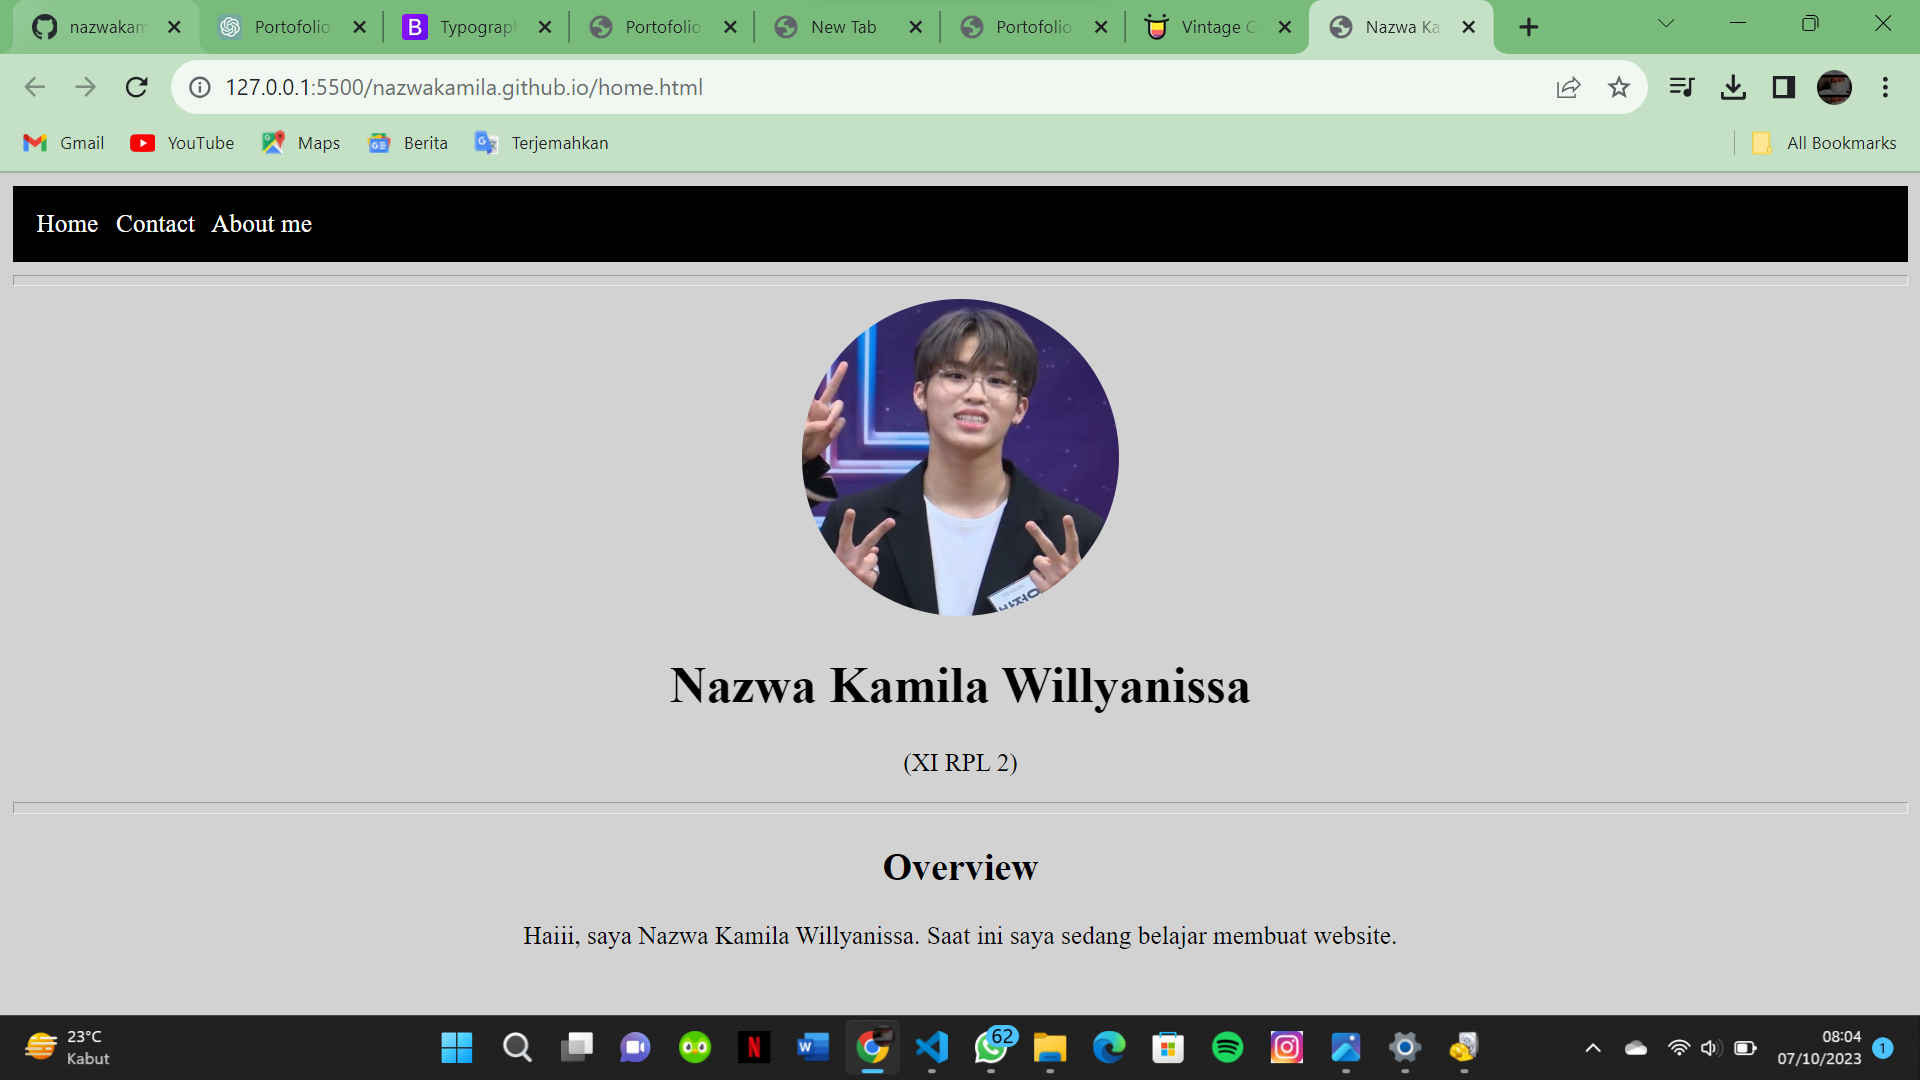 nazwakam
Portofolio
Typograph
Portofolio
New Tab
Portofolio
Vintage C
Nazwa Ka
127.0.0.1:5500/nazwakamila.github.io/home.html
Gmail
YouTube
Maps
Berita
Terjemahkan
All Bookmarks
Home Contact About me
Nazwa Kamila Willyanissa
(XI RPL 2)
Overview
Haiii, saya Nazwa Kamila Willyanissa. Saat ini saya sedang belajar membuat website.
23°C
Kabut
62
08:04
07/10/2023
1